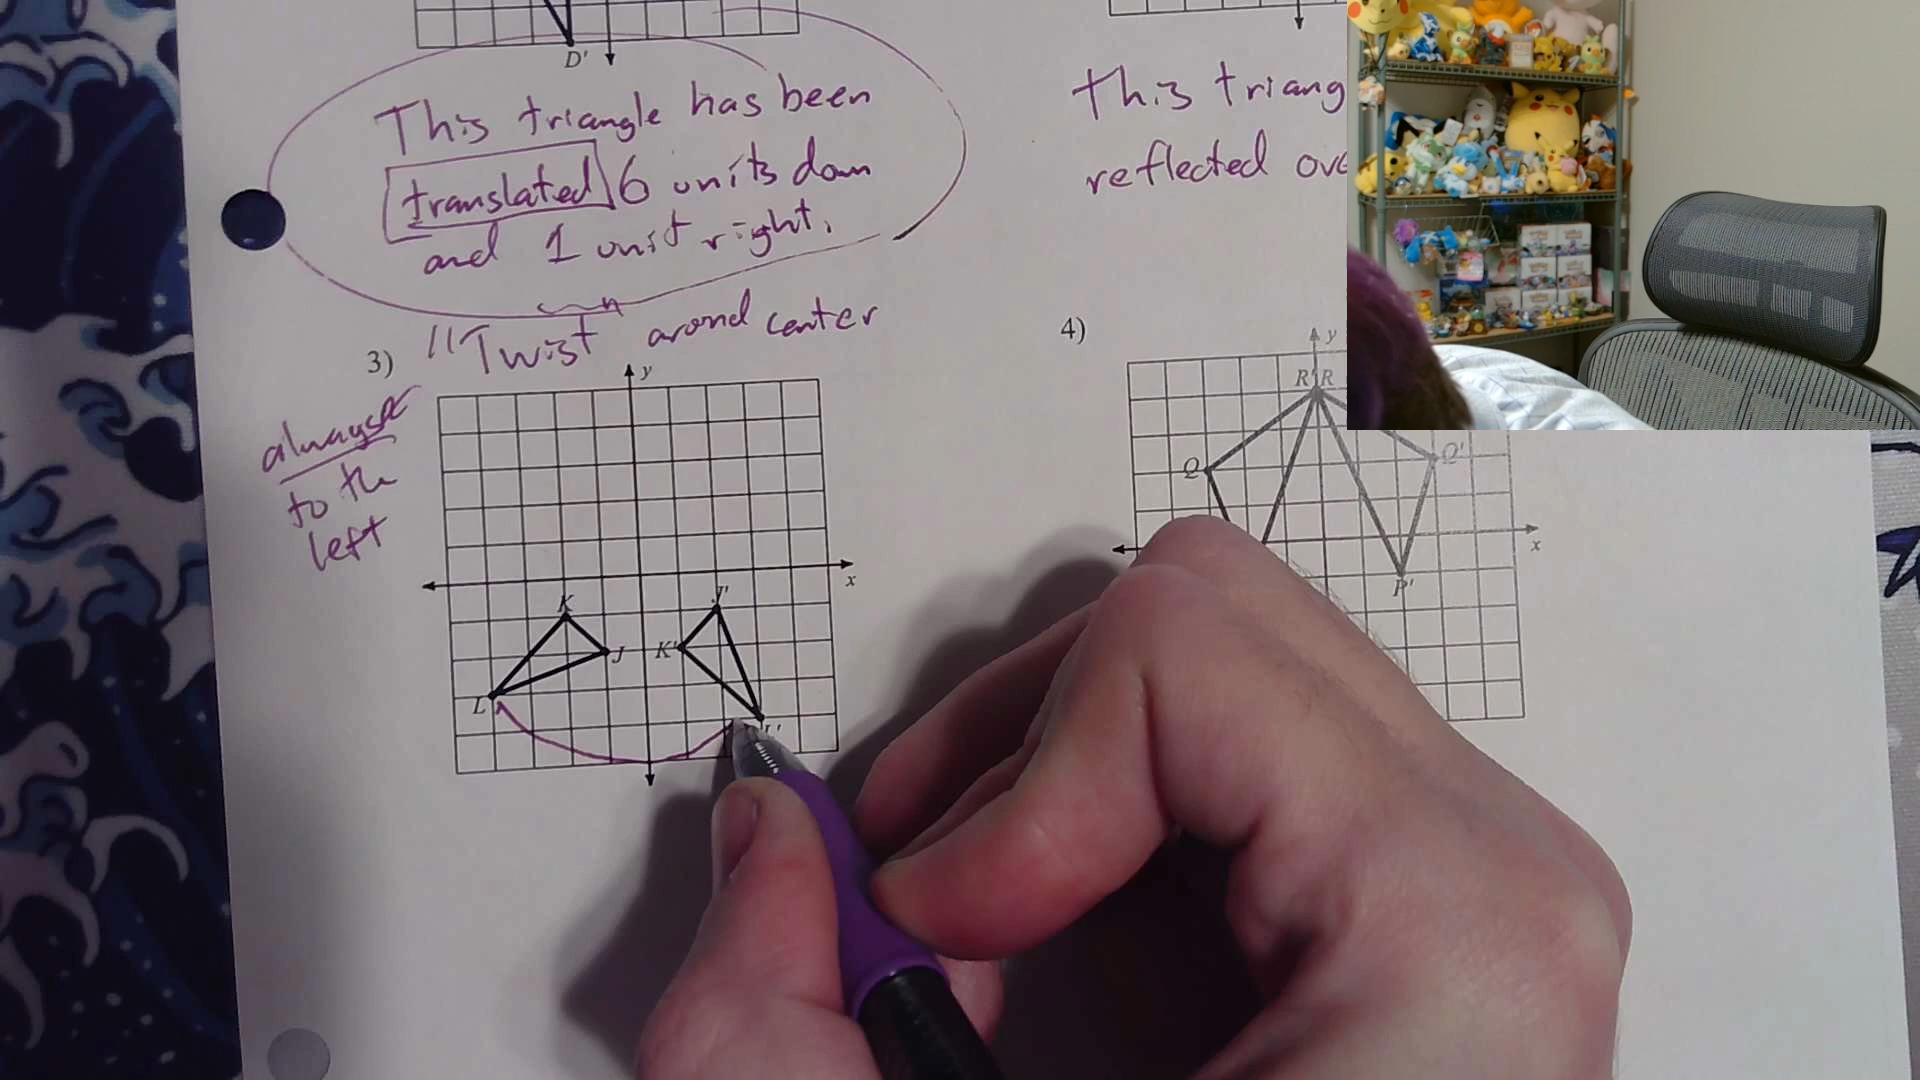 D'
This triangle has been
translated 6 units down
and 1 unit right.
This triang
reflected ove
3) "Twist around center
always
to the
left
y
x
K
J
L
J'
K'
L'
4)
y
R' R
Q
Q'
x
P'